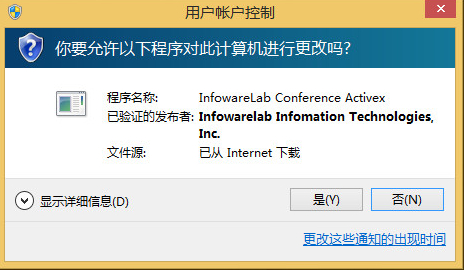 用户帐户控制
你要允许以下程序对此计算机进行更改吗?
程序名称: InfowareLab Conference Activex
已验证的发布者: Infowarelab Infomation Technologies,
Inc.
文件源: 已从 Internet 下载
显示详细信息(D) 是(Y) 否(N)
更改这些通知的出现时间